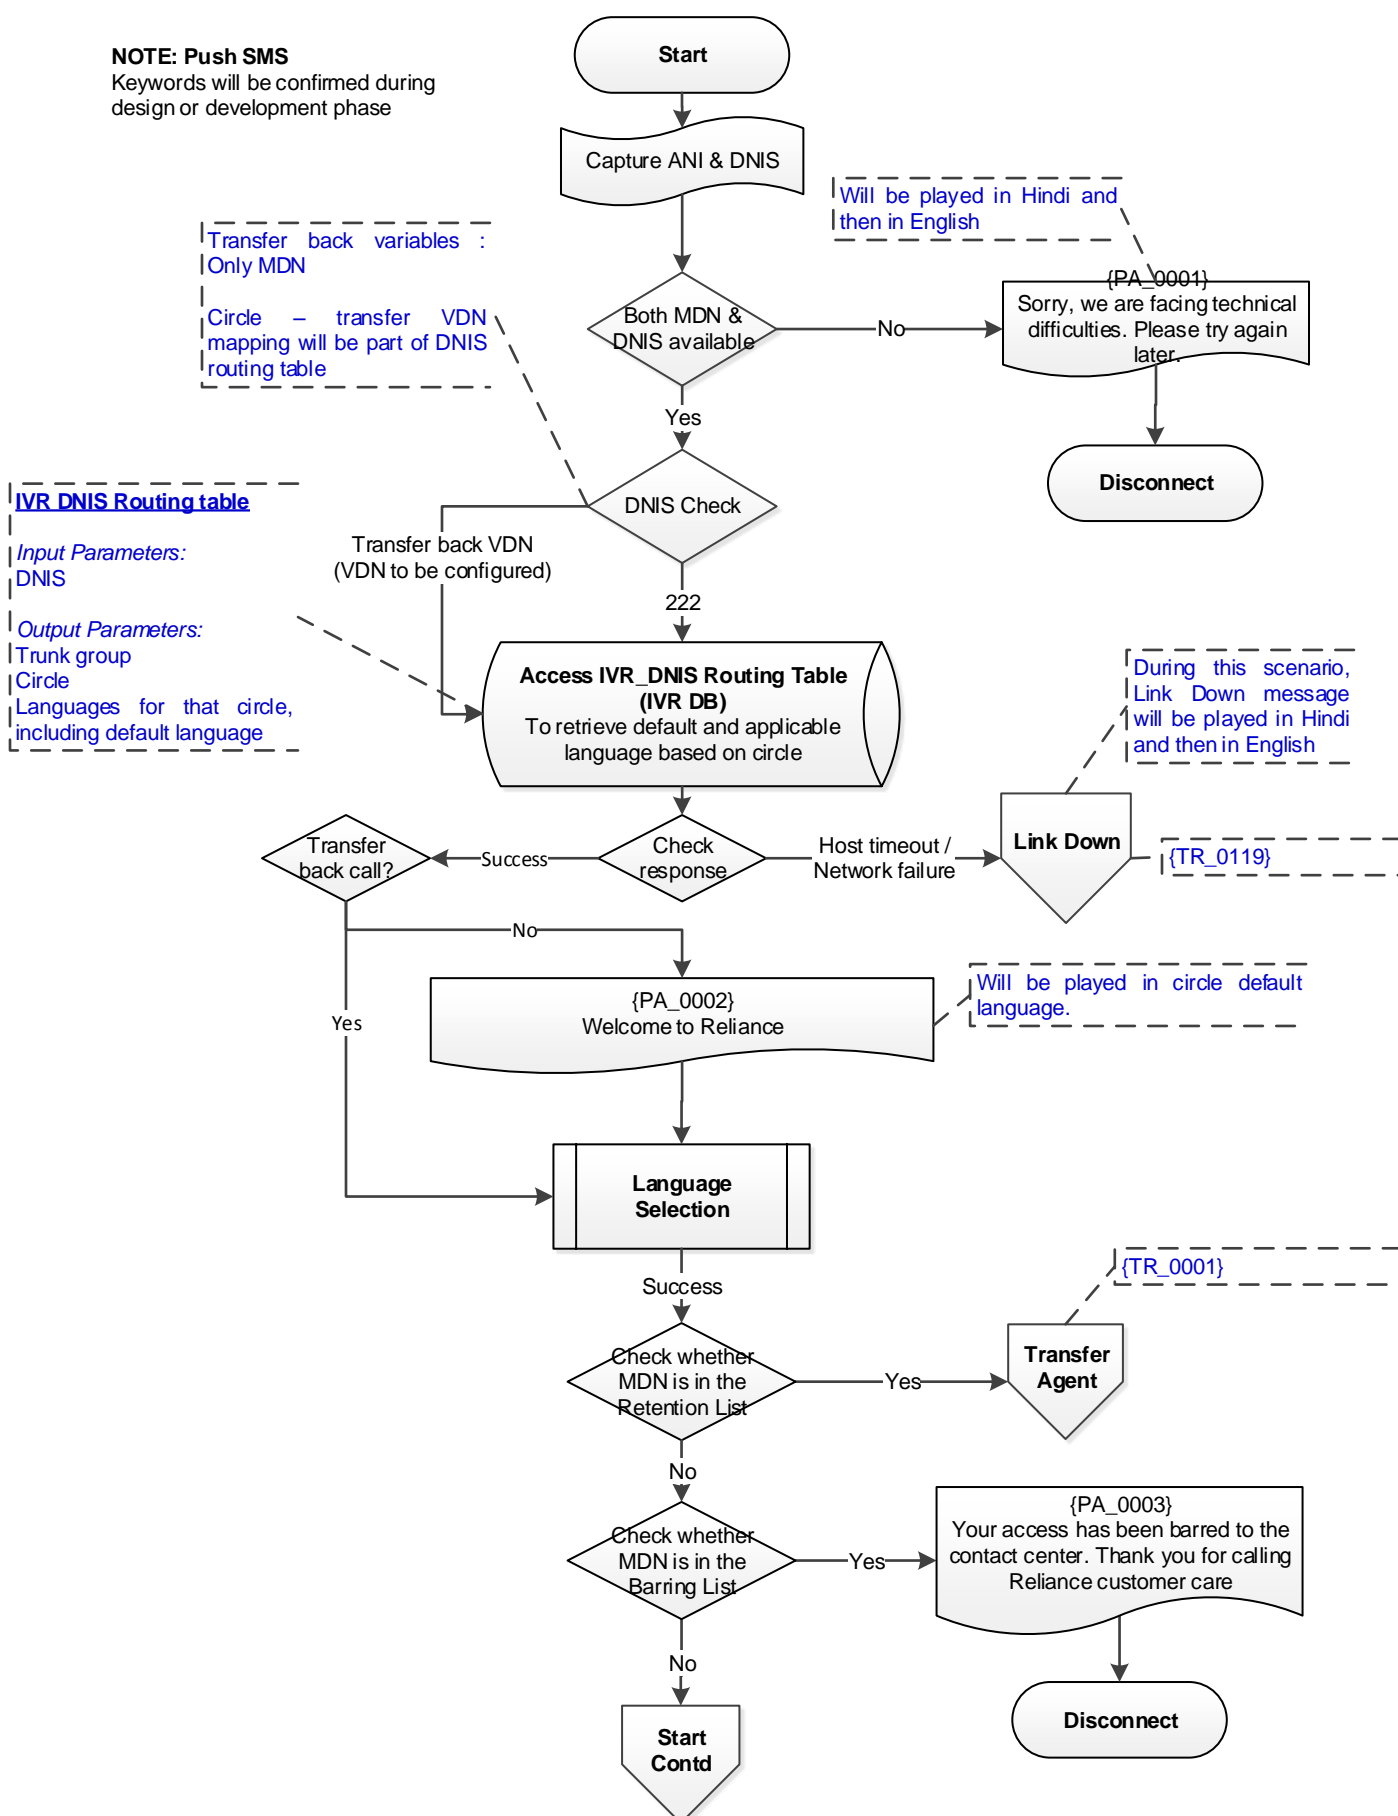 NOTE: Push SMS
Keywords will be confirmed during
design or development phase
Start
Capture ANI & DNIS
Will be played in Hindi and
then in English
Transfer back variables :
Only MDN
Circle – transfer VDN
mapping will be part of DNIS
routing table
Both MDN &
DNIS available
No
{PA_0001}
Sorry, we are facing technical
difficulties. Please try again
later.
Yes
Disconnect
DNIS Check
IVR DNIS Routing table
Input Parameters:
DNIS
Output Parameters:
Trunk group
Circle
Languages for that circle,
including default language
Transfer back VDN
(VDN to be configured)
222
Access IVR_DNIS Routing Table
(IVR DB)
To retrieve default and applicable
language based on circle
During this scenario,
Link Down message
will be played in Hindi
and then in English
Transfer
back call?
Success
Check
response
Host timeout /
Network failure
Link Down
{TR_0119}
No
Yes
{PA_0002}
Welcome to Reliance
Will be played in circle default
language.
Language
Selection
Success
{TR_0001}
Check whether
MDN is in the
Retention List
Yes
Transfer
Agent
No
Check whether
MDN is in the
Barring List
Yes
{PA_0003}
Your access has been barred to the
contact center. Thank you for calling
Reliance customer care
No
Disconnect
Start
Contd